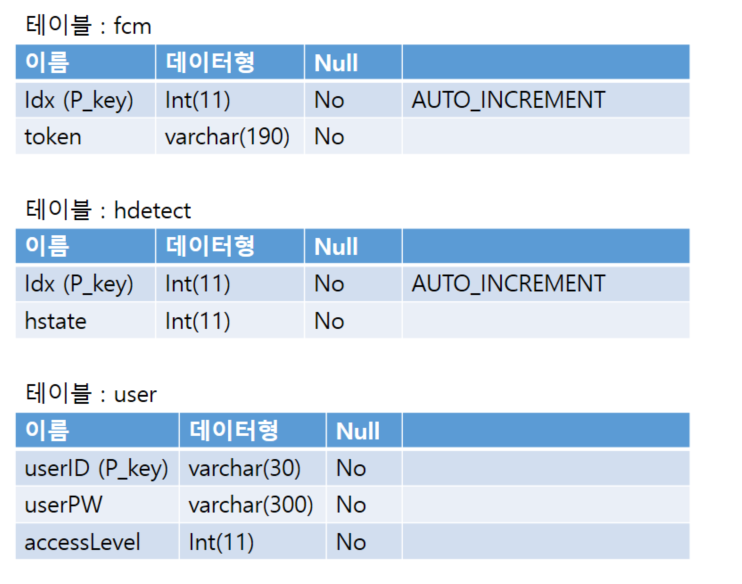 테이블 : fcm
이름 데이터형 Null
Idx (P_key) Int(11) No AUTO_INCREMENT
token varchar(190) No
테이블 : hdetect
이름 데이터형 Null
Idx (P_key) Int(11) No AUTO_INCREMENT
hstate Int(11) No
테이블 : user
이름 데이터형 Null
userID (P_key) varchar(30) No
userPW varchar(300) No
accessLevel Int(11) No